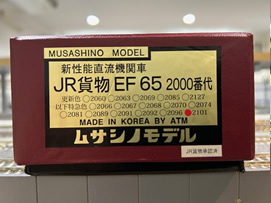 MUSASHINO MODEL
新性能直流機関車
JR貨物 EF 65 2000番代
更新色 ○2060 ○2063 ○2069 ○2085 ○2127
以下特急色 ○2066 ○2067 ○2068 ○2070 ○2074
○2081 ○2089 ○2091 ○2092 ○2096 ●2101
MADE IN KOREA BY ATM
ムサシノモデル
JR貨物承認済